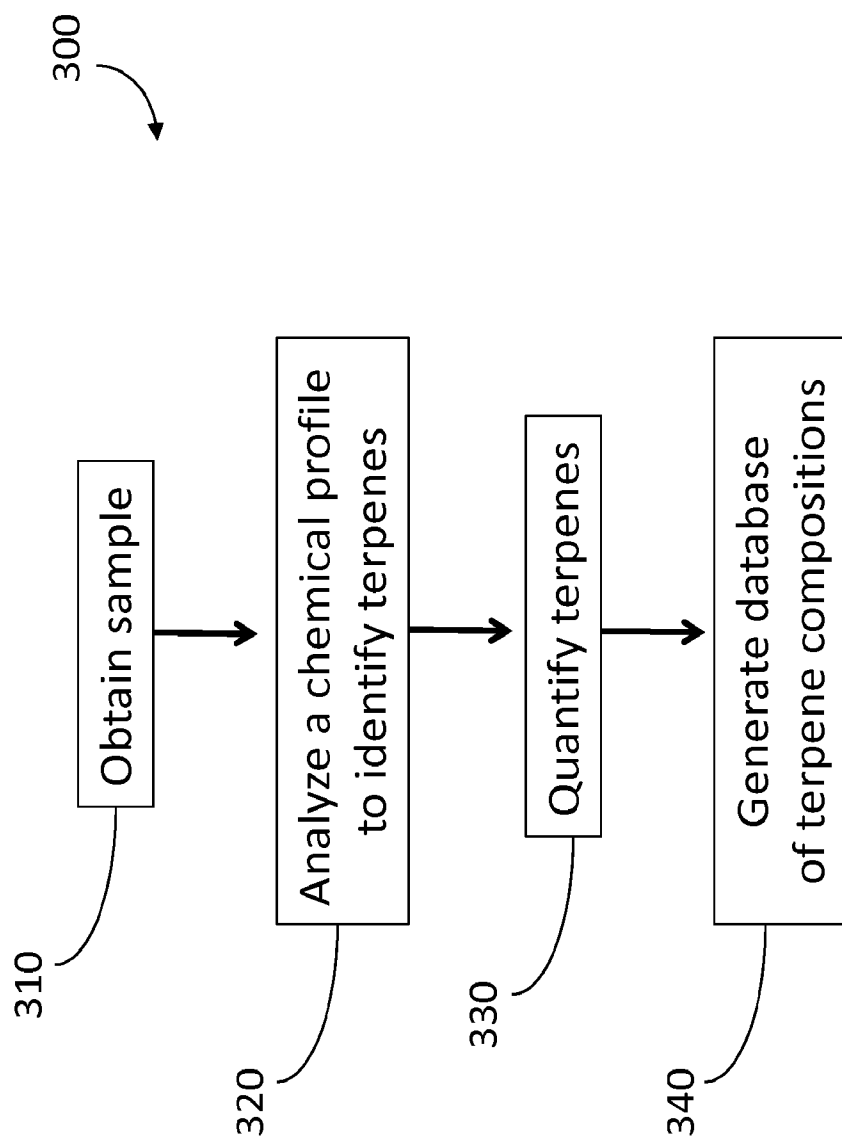 300
310
Obtain sample
320
Analyze a chemical profile
to identify terpenes
330
Quantify terpenes
340
Generate database
of terpene compositions